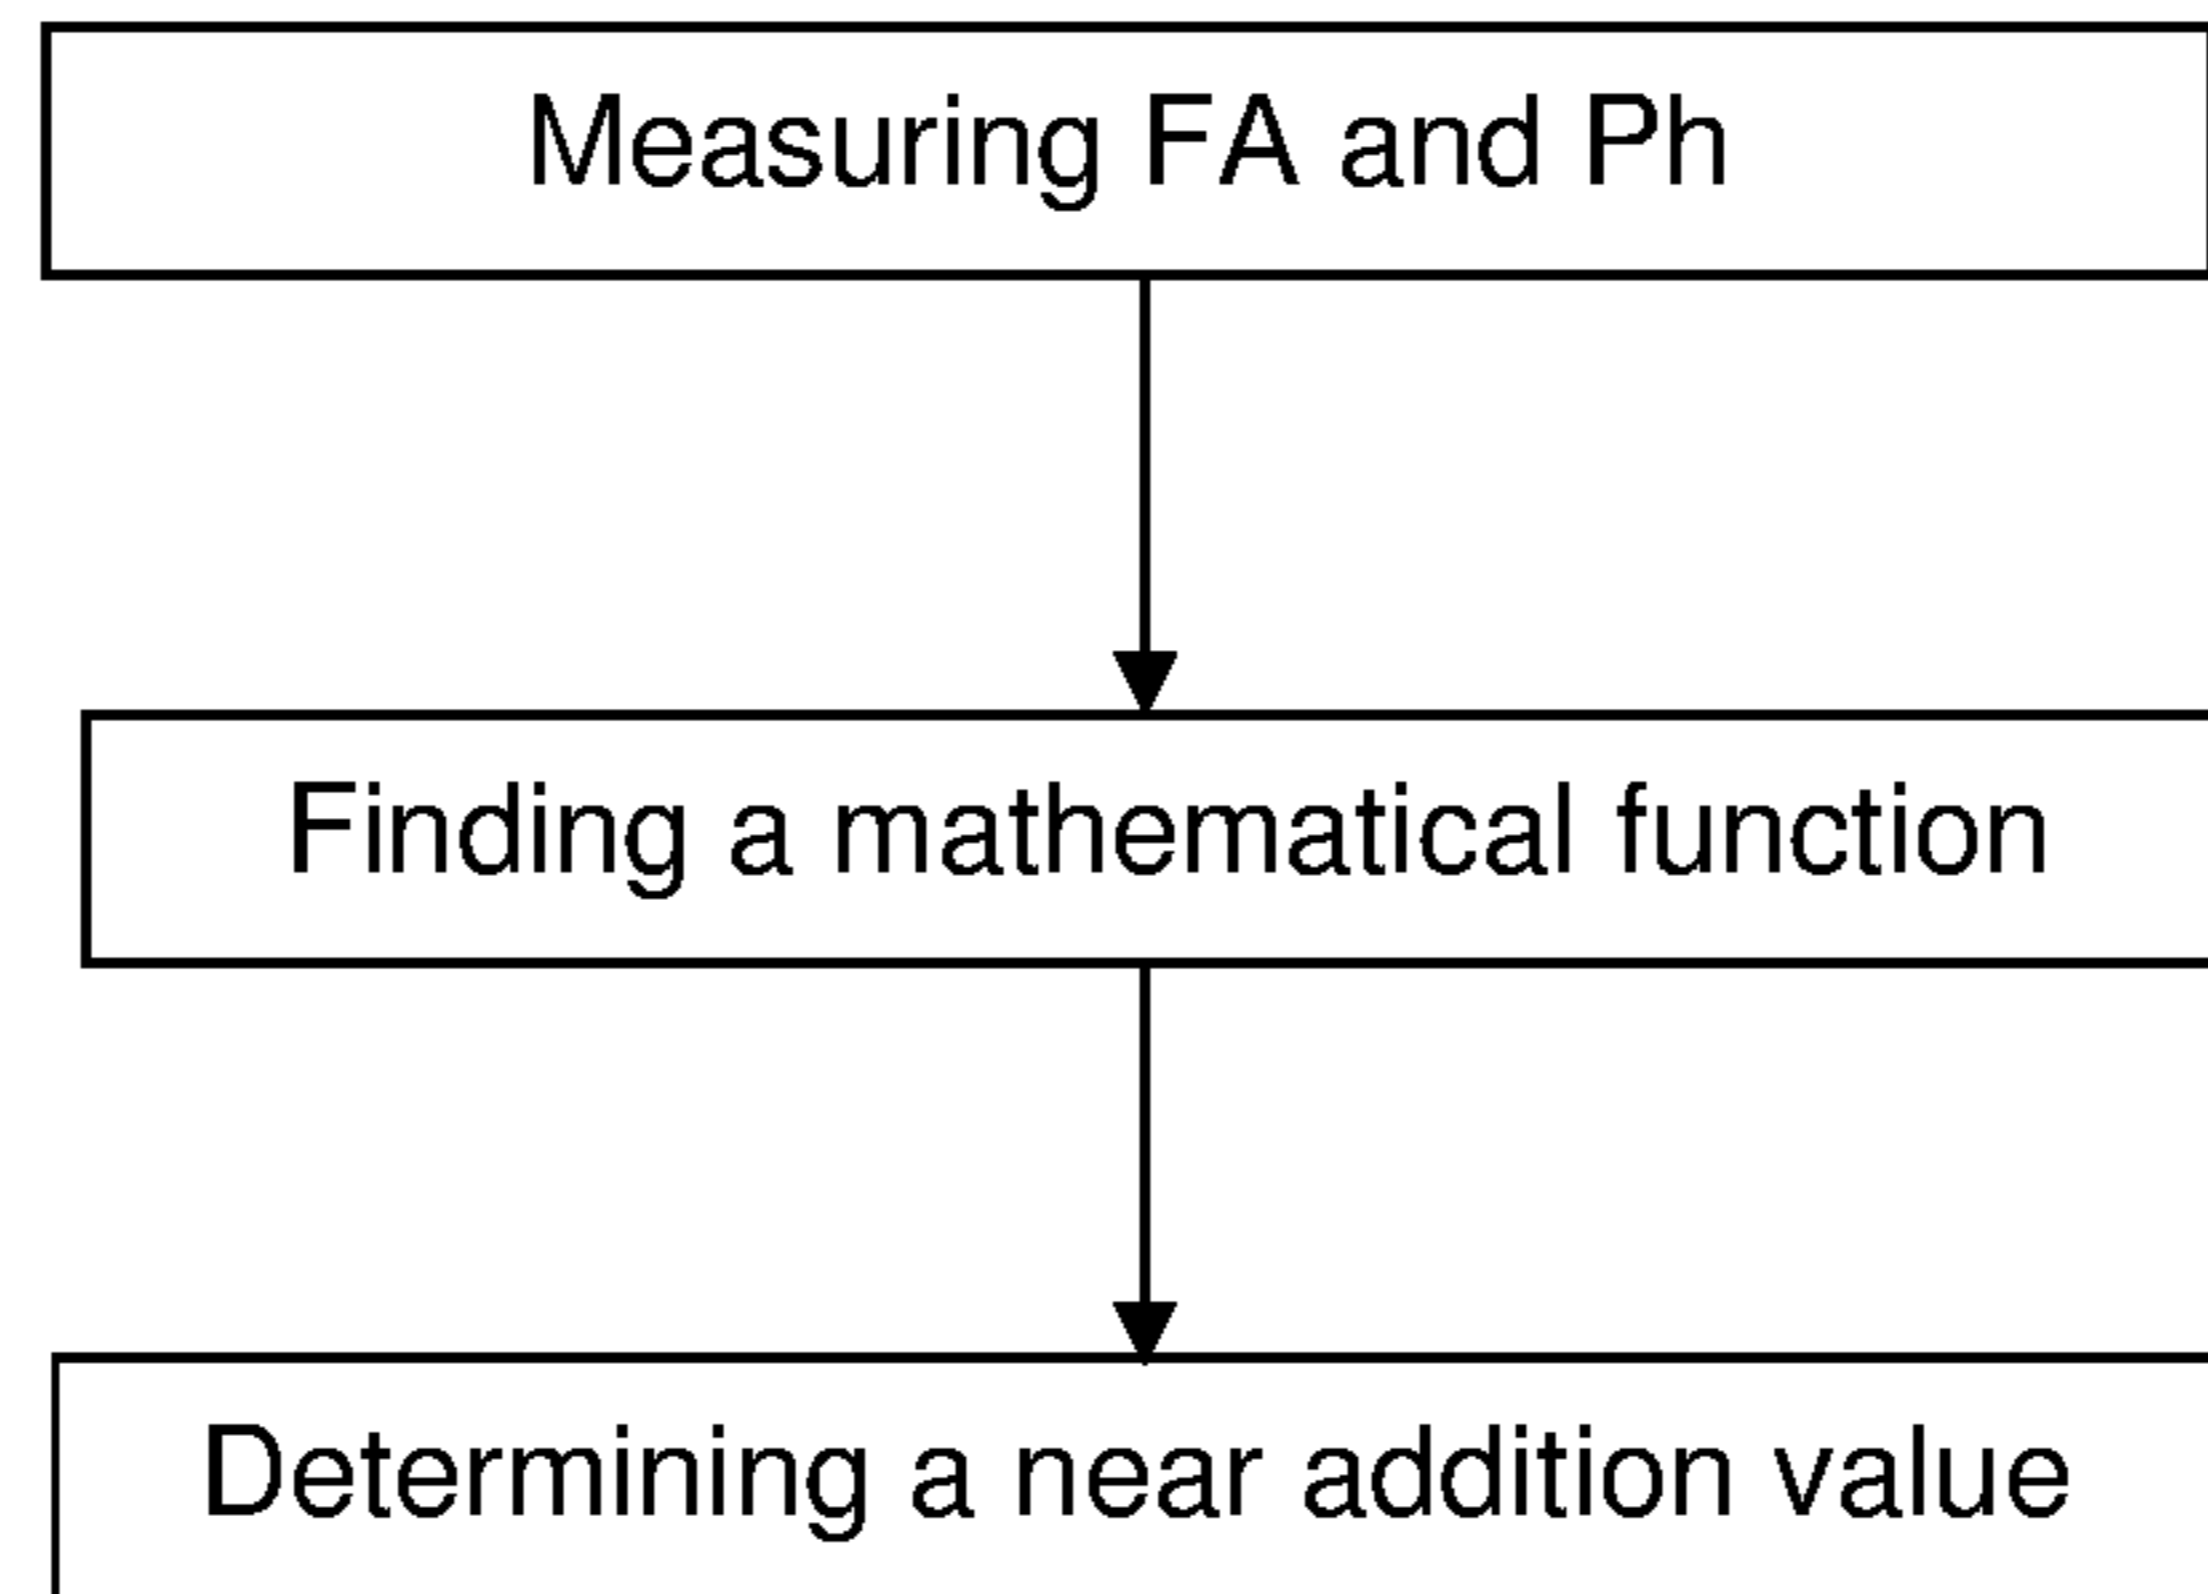 Measuring FA and Ph
Finding a mathematical function
Determining a near addition value